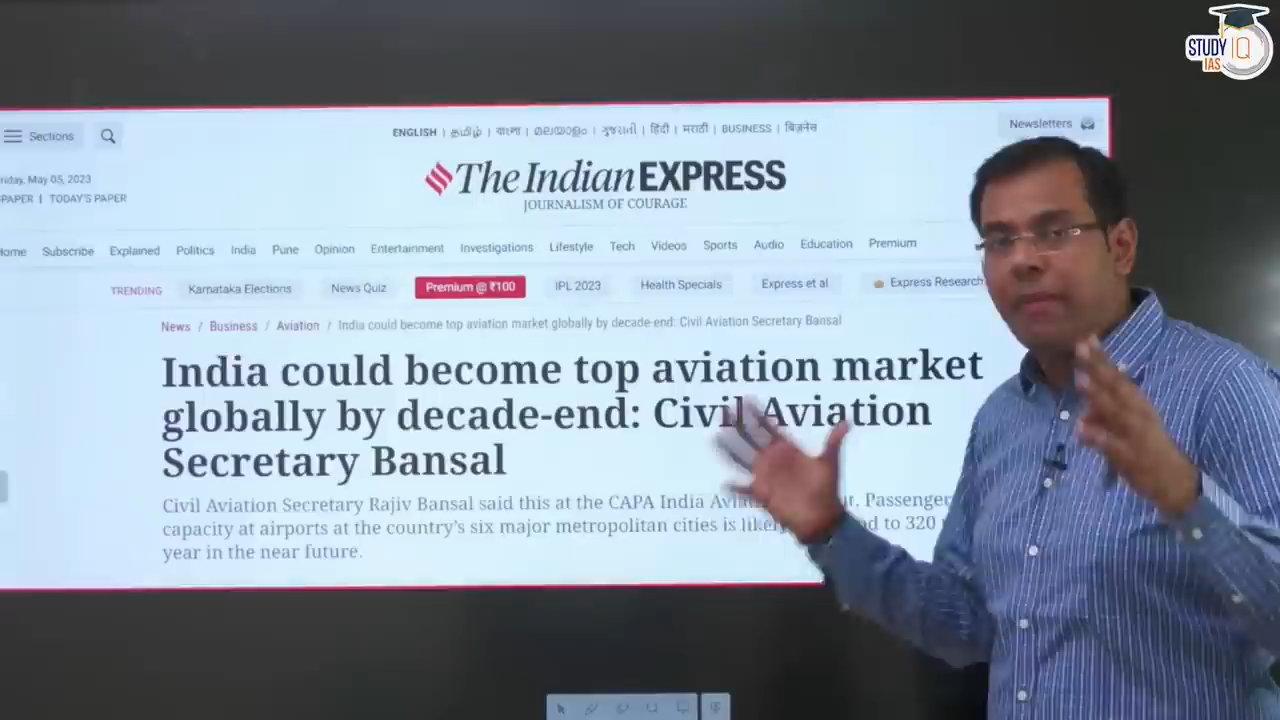 STUDY IQ
IAS
Sections
ENGLISH | தமிழ் | বাংলা | മലയാളം | ગુજરાતી | हिंदी | मराठी | BUSINESS | बिज़नेस
Newsletters
riday, May 05, 2023
PAPER | TODAY'S PAPER
The Indian EXPRESS
JOURNALISM OF COURAGE
Home Subscribe Explained Politics India Pune Opinion Entertainment Investigations Lifestyle Tech Videos Sports Audio Education Premium
TRENDING Karnataka Elections News Quiz Premium @ ₹100 IPL 2023 Health Specials Express et al Express Research
News / Business / Aviation / India could become top aviation market globally by decade-end: Civil Aviation Secretary Bansal
India could become top aviation market
globally by decade-end: Civil Aviation
Secretary Bansal
Civil Aviation Secretary Rajiv Bansal said this at the CAPA India Passenger
capacity at airports at the country's six major metropolitan cities is to 320
year in the near future.